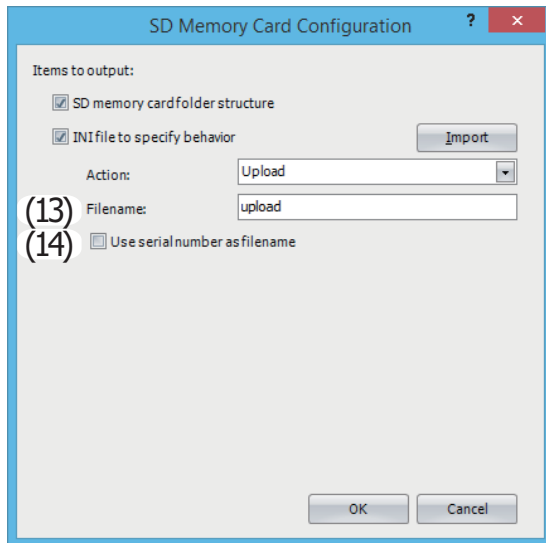 SD Memory Card Configuration ? ×
Items to output:
SD memory card folder structure
INI file to specify behavior Import
Action: Upload
(13) Filename: upload
(14) Use serial number as filename
OK Cancel